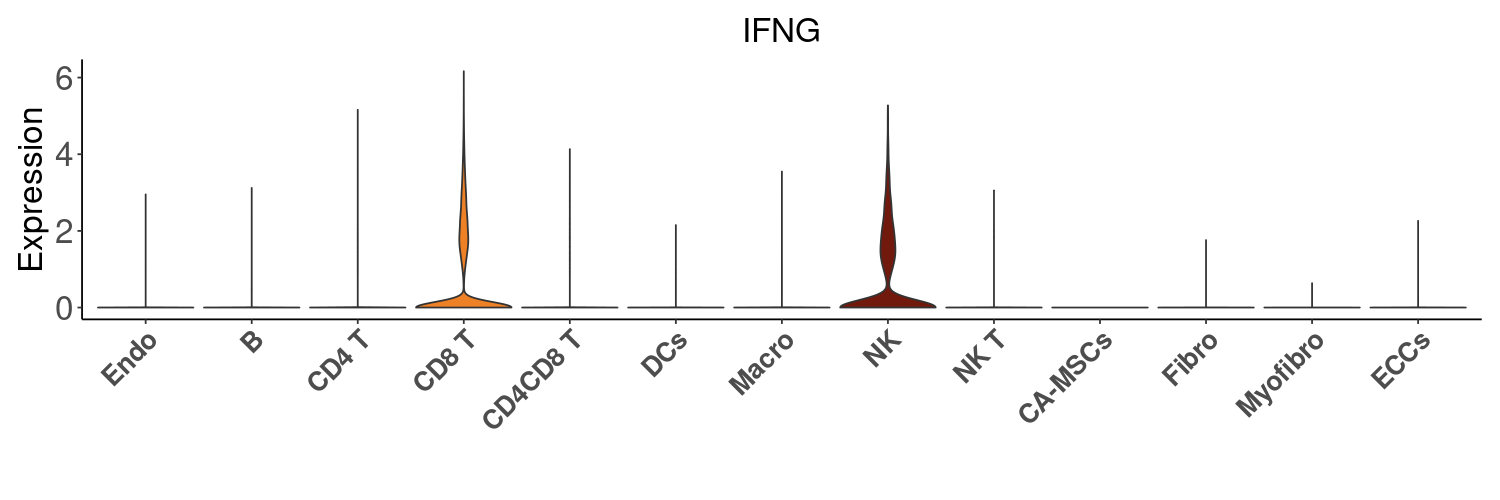 IFNG
Expression
6
4
2
0
Endo
B
CD4 T
CD8 T
CD4CD8 T
DCs
Macro
NK
NK T
CA-MSCs
Fibro
Myofibro
ECCs